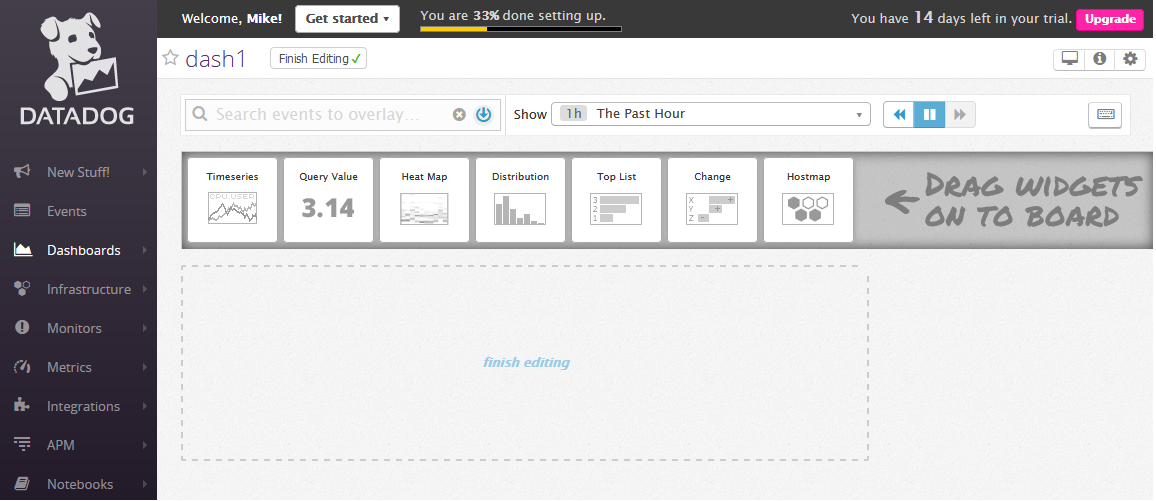 Welcome, Mike!
Get started
You are 33% done setting up.
You have 14 days left in your trial.
Upgrade
DATADOG
dash1
Finish Editing ✓
Search events to overlay...
Show
1h The Past Hour
New Stuff!
Events
Dashboards
Infrastructure
Monitors
Metrics
Integrations
APM
Notebooks
Timeseries
CPU.USER
Query Value
3.14
Heat Map
Distribution
Top List
3
2
1
Change
X +
Y +
Z -
Hostmap
DRAG WIDGETS
ON TO BOARD
finish editing